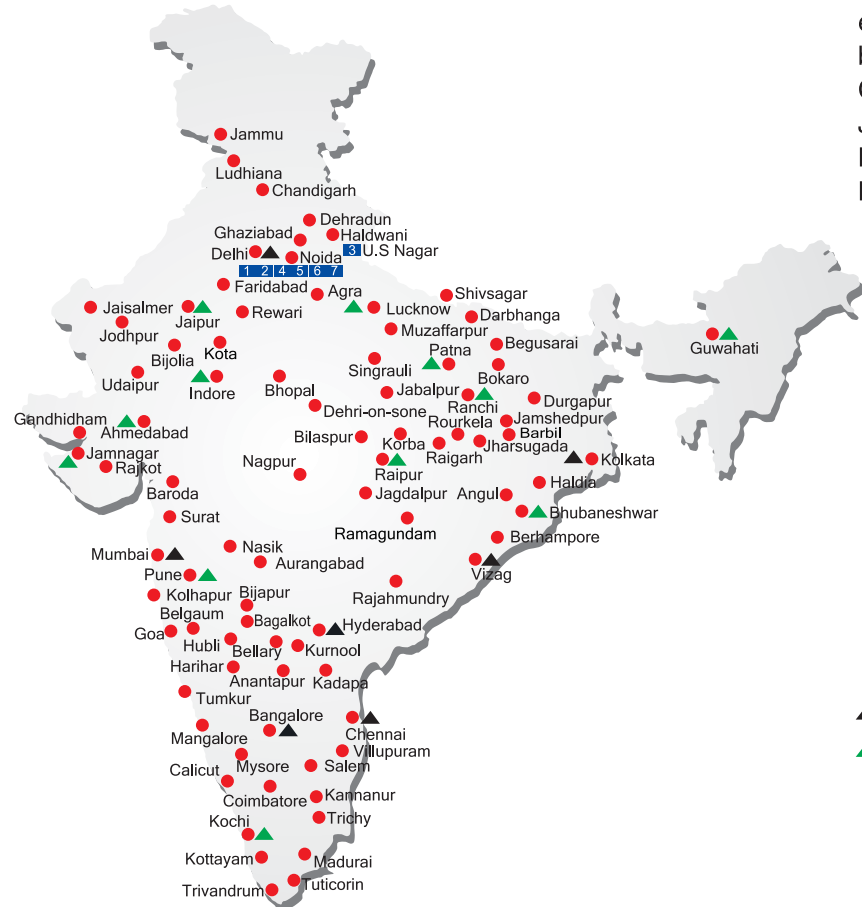 Jammu
Ludhiana
Chandigarh
Dehradun
Ghaziabad
Haldwani
Delhi
Noida
3 U.S Nagar
1 2 4 5 6 7
Faridabad
Agra
Shivsagar
Jaisalmer
Jaipur
Rewari
Lucknow
Darbhanga
Jodhpur
Muzaffarpur
Guwahati
Bijolia
Kota
Patna
Begusarai
Singrauli
Udaipur
Indore
Bhopal
Jabalpur
Bokaro
Ranchi
Durgapur
Dehri-on-sone
Gandhidham
Ahmedabad
Rourkela
Jamshedpur
Bilaspur
Korba
Barbil
Jamnagar
Raigarh
Jharsugada
Rajkot
Nagpur
Raipur
Kolkata
Baroda
Jagdalpur
Angul
Haldia
Surat
Ramagundam
Bhubaneshwar
Berhampore
Mumbai
Nasik
Aurangabad
Vizag
Pune
Rajahmundry
Kolhapur
Bijapur
Belgaum
Bagalkot
Hyderabad
Goa
Hubli
Bellary
Kurnool
Harihar
Anantapur
Kadapa
Tumkur
Bangalore
Mangalore
Chennai
Villupuram
Mysore
Salem
Calicut
Coimbatore
Kannanur
Kochi
Trichy
Kottayam
Madurai
Trivandrum
Tuticorin